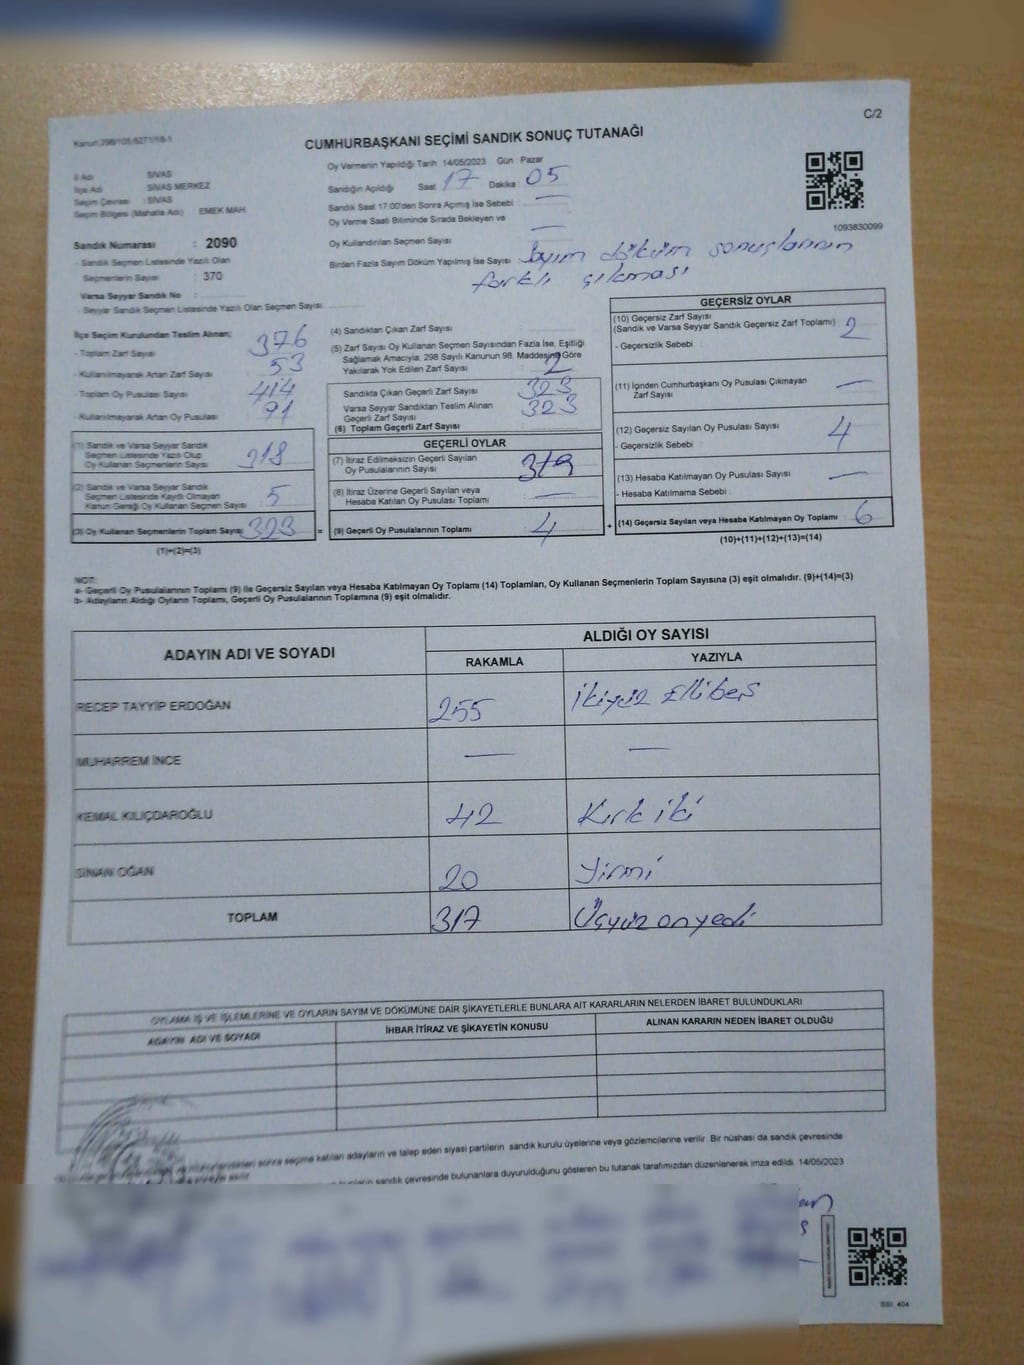 Kanun:298/105;6271/16-1
C/2
CUMHURBAŞKANI SEÇİMİ SANDIK SONUÇ TUTANAĞI
İl Adı : SİVAS
İlçe Adı : SİVAS MERKEZ
Seçim Çevresi : SİVAS
Seçim Bölgesi (Mahalle Adı) : EMEK MAH.
Sandık Numarası : 2090
- Sandık Seçmen Listesinde Yazılı Olan
Seçmenlerin Sayısı : 370
Varsa Seyyar Sandık No :
- Seyyar Sandık Seçmen Listesinde Yazılı Olan Seçmen Sayısı :
Oy Vermenin Yapıldığı Tarih 14/05/2023 Gün : Pazar
Sandığın Açıldığı Saat 17 Dakika 05
Sandık Saat 17:00'den Sonra Açımış İse Sebebi : —
Oy Verme Saati Bitiminde Sırada Bekleyen ve
Oy Kullandırılan Seçmen Sayısı —
Birden Fazla Sayım Döküm Yapılmış İse Sayısı Sayım döküm sonuçlarının
farklı çıkması
1093830099
İlçe Seçim Kurulundan Teslim Alınan;
- Toplam Zarf Sayısı 376
- Kullanılmayarak Artan Zarf Sayısı 53
- Toplam Oy Pusulası Sayısı 414
- Kullanılmayarak Artan Oy Pusulası 91
(1) Sandık ve Varsa Seyyar Sandık
Seçmen Listesinde Yazılı Olup
Oy Kullanan Seçmenlerin Sayısı 318
(2) Sandık ve Varsa Seyyar Sandık
Seçmen Listesinde Kayıtlı Olmayan
Kanun Gereği Oy Kullanan Seçmen Sayısı 5
(3) Oy Kullanan Seçmenlerin Toplam Sayısı 323 =
(1)+(2)=(3)
(4) Sandıktan Çıkan Zarf Sayısı :
(5) Zarf Sayısı Oy Kullanan Seçmen Sayısından Fazla İse, Eşitliği
Sağlamak Amacıyla, 298 Sayılı Kanunun 98. Maddesine Göre
Yakılarak Yok Edilen Zarf Sayısı 2
Sandıkta Çıkan Geçerli Zarf Sayısı 323
Varsa Seyyar Sandıktan Teslim Alınan
Geçerli Zarf Sayısı 323
(6) Toplam Geçerli Zarf Sayısı :
GEÇERLİ OYLAR
(7) İtiraz Edilmeksizin Geçerli Sayılan
Oy Pusulalarının Sayısı
(8) İtiraz Üzerine Geçerli Sayılan veya
Hesaba Katılan Oy Pusulası Toplamı —
(9) Geçerli Oy Pusulalarının Toplamı 4 +
GEÇERSİZ OYLAR
(10) Geçersiz Zarf Sayısı
(Sandık ve Varsa Seyyar Sandık Geçersiz Zarf Toplamı) 2
- Geçersizlik Sebebi :
(11) İçinden Cumhurbaşkanı Oy Pusulası Çıkmayan
Zarf Sayısı —
(12) Geçersiz Sayılan Oy Pusulası Sayısı 4
- Geçersizlik Sebebi :
(13) Hesaba Katılmayan Oy Pusulası Sayısı —
- Hesaba Katılmama Sebebi :
(14) Geçersiz Sayılan veya Hesaba Katılmayan Oy Toplamı 6
(10)+(11)+(12)+(13)=(14)
NOT:
a- Geçerli Oy Pusulalarının Toplamı (9) ile Geçersiz Sayılan veya Hesaba Katılmayan Oy Toplamı (14) Toplamları, Oy Kullanan Seçmenlerin Toplam Sayısına (3) eşit olmalıdır. (9)+(14)=(3)
b- Adayların Aldığı Oyların Toplamı, Geçerli Oy Pusulalarının Toplamına (9) eşit olmalıdır.
ADAYIN ADI VE SOYADI
ALDIĞI OY SAYISI
RAKAMLA YAZIYLA
RECEP TAYYİP ERDOĞAN 255 İkiyüz Ellibeş
MUHARREM İNCE — —
KEMAL KILIÇDAROĞLU 42 Kırk iki
SİNAN OĞAN 20 Yirmi
TOPLAM 317 Üçyüz onyedi
OYLAMA İŞ VE İŞLEMLERİNE VE OYLARIN SAYIM VE DÖKÜMÜNE DAİR ŞİKAYETLERLE BUNLARA AİT KARARLARIN NELERDEN İBARET BULUNDUKLARI
ADAYIN ADI VE SOYADI İHBAR İTİRAZ VE ŞİKAYETİN KONUSU ALINAN KARARIN NEDEN İBARET OLDUĞU
sonra seçime katılan adayların ve talep eden siyasi partilerin sandık kurulu üyelerine veya gözlemcilerine verilir. Bir nüshası da sandık çevresinde
sandık çevresinde bulunanlara duyurulduğunu gösteren bu tutanak tarafımızdan düzenlenerek imza edildi. 14/05/2023
SSI: 404